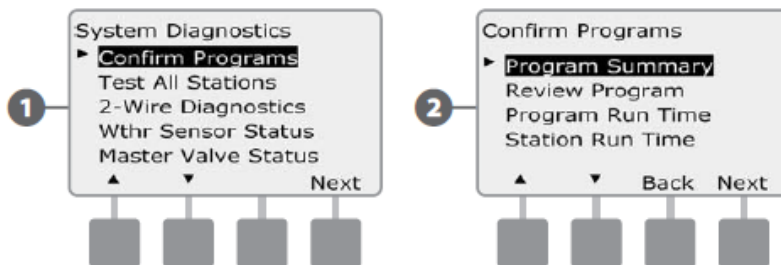 System Diagnostics
► Confirm Programs
Test All Stations
2-Wire Diagnostics
Wthr Sensor Status
Master Valve Status
▲ ▼ Next
1
Confirm Programs
► Program Summary
Review Program
Program Run Time
Station Run Time
▲ ▼ Back Next
2